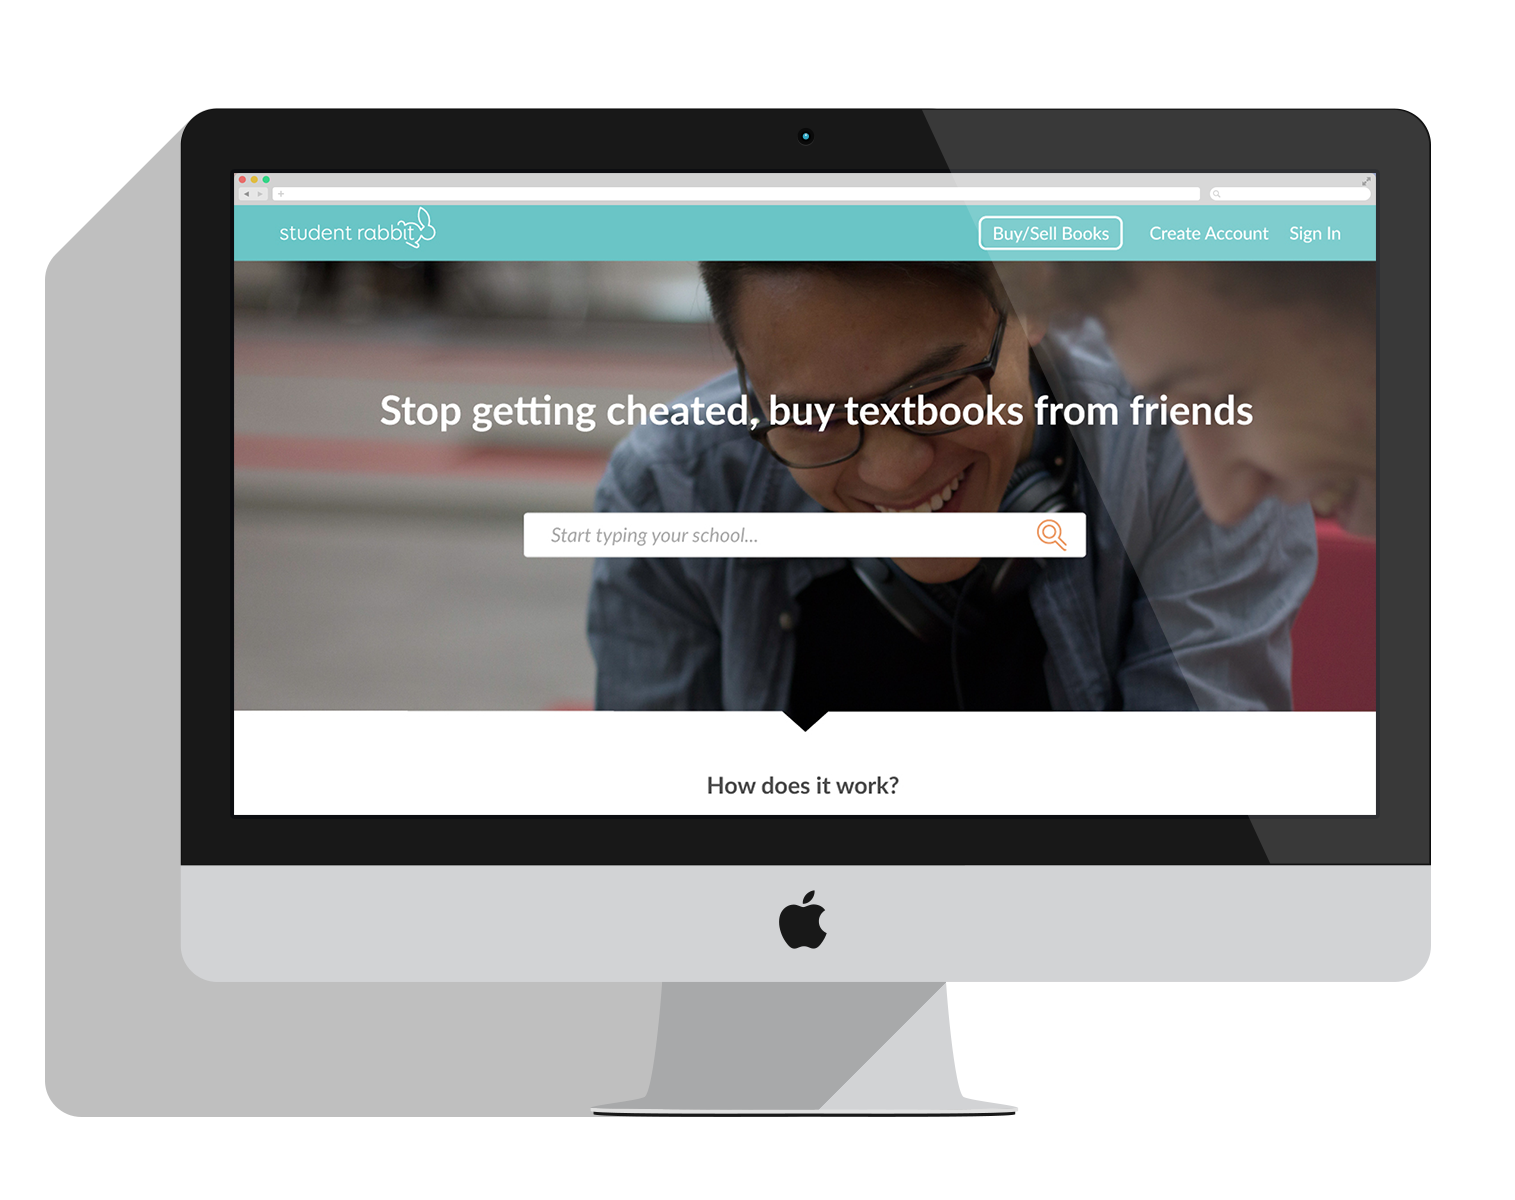 student rabbit
Buy/Sell Books
Create Account
Sign In
Stop getting cheated, buy textbooks from friends
Start typing your school...
How does it work?